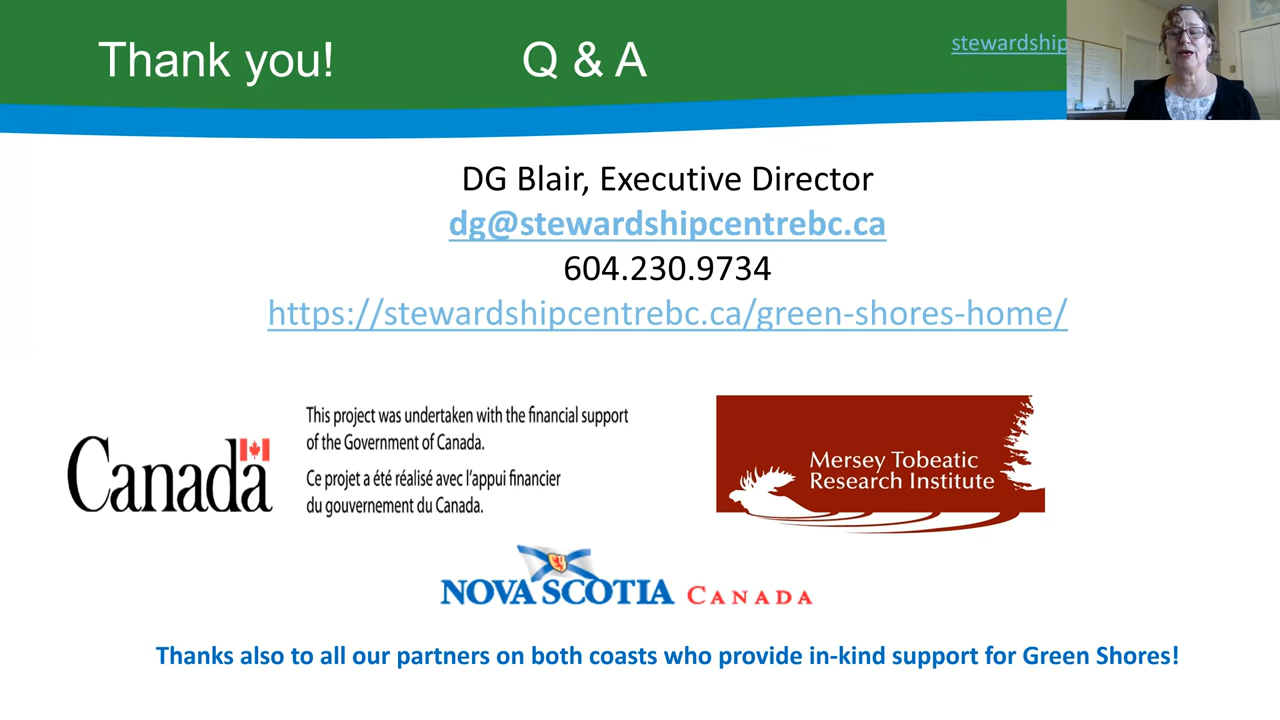 Thank you!
Q & A
stewardship
DG Blair, Executive Director
dg@stewardshipcentrebc.ca
604.230.9734
https://stewardshipcentrebc.ca/green-shores-home/
Canada
This project was undertaken with the financial support
of the Government of Canada.
Ce projet a été réalisé avec l'appui financier
du gouvernement du Canada.
Mersey Tobeatic
Research Institute
NOVA SCOTIA CANADA
Thanks also to all our partners on both coasts who provide in-kind support for Green Shores!